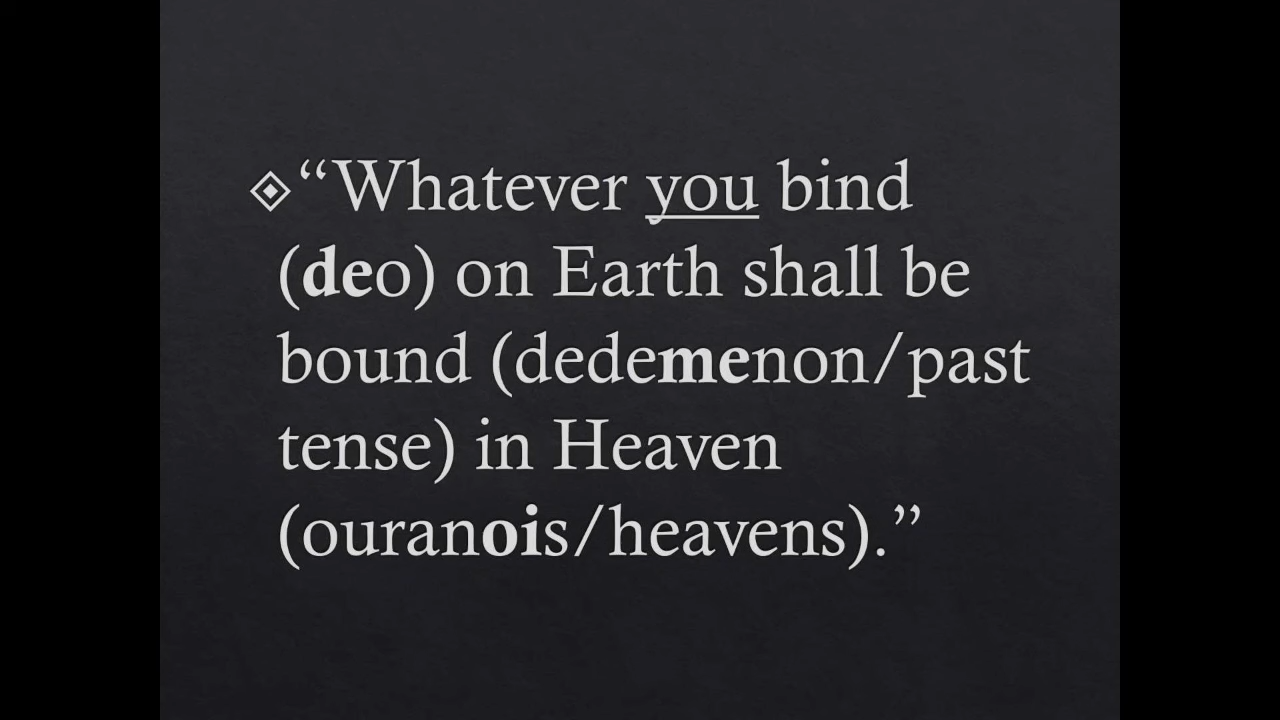 “Whatever you bind
(deo) on Earth shall be
bound (dedemenon/past
tense) in Heaven
(ouranois/heavens).”